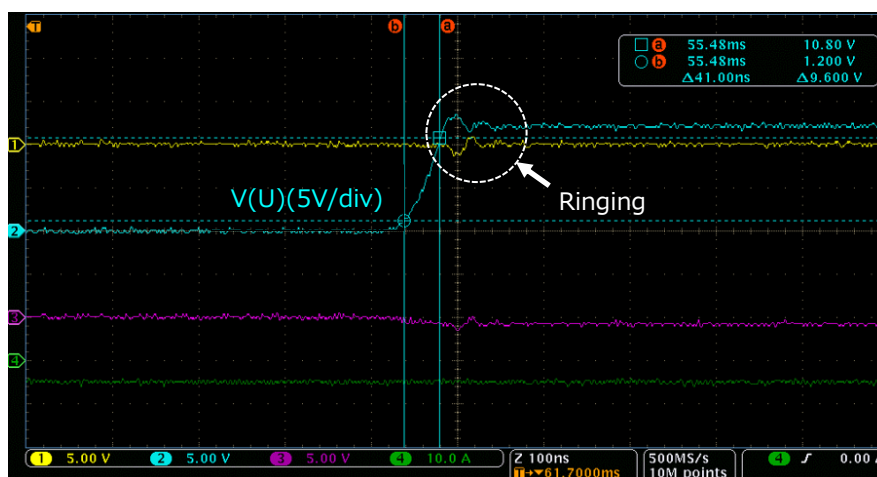 T b a
a 55.48ms 10.80 V
b 55.48ms 1.200 V
Δ41.00ns Δ9.600 V
1
V(U)(5V/div)
Ringing
2
3
4
1 5.00 V 2 5.00 V 3 5.00 V 4 10.0 A
Z 100ns
T→▼61.7000ms
500MS/s
10M points
4 ∫ 0.00